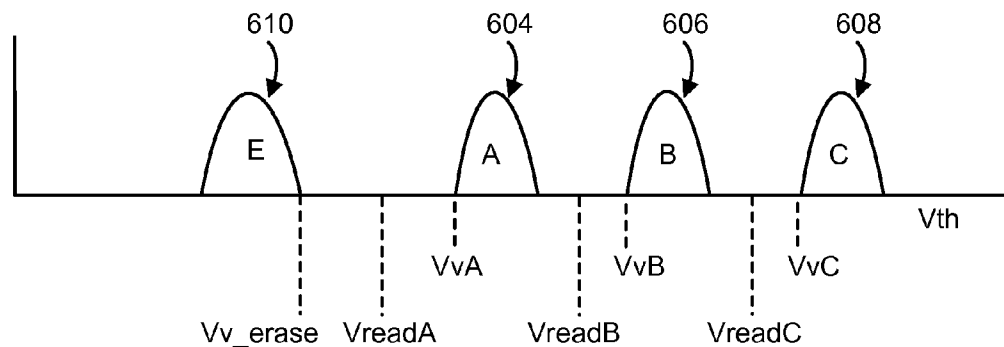 610 604 606 608
E A B C
Vth
VvA VvB VvC
Vv_erase VreadA VreadB VreadC